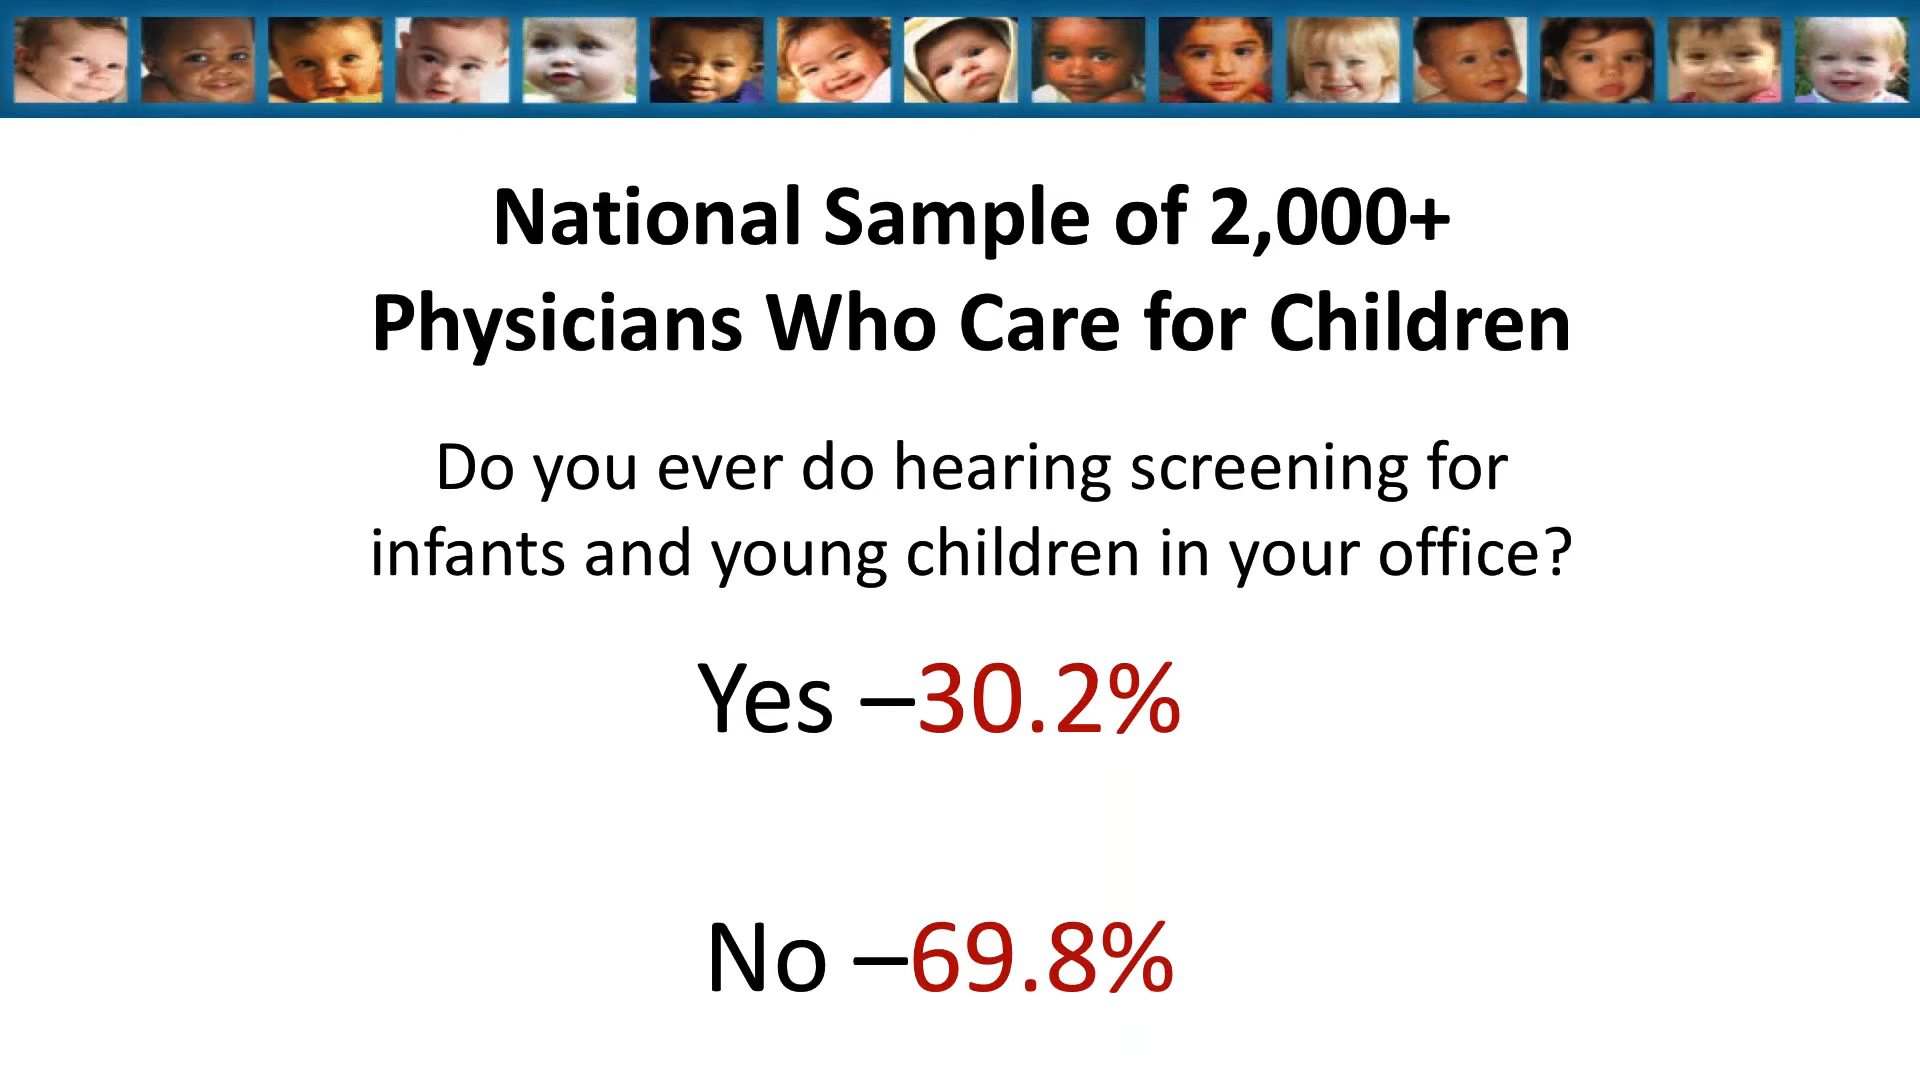 National Sample of 2,000+
Physicians Who Care for Children
Do you ever do hearing screening for
infants and young children in your office?
Yes –30.2%
No –69.8%